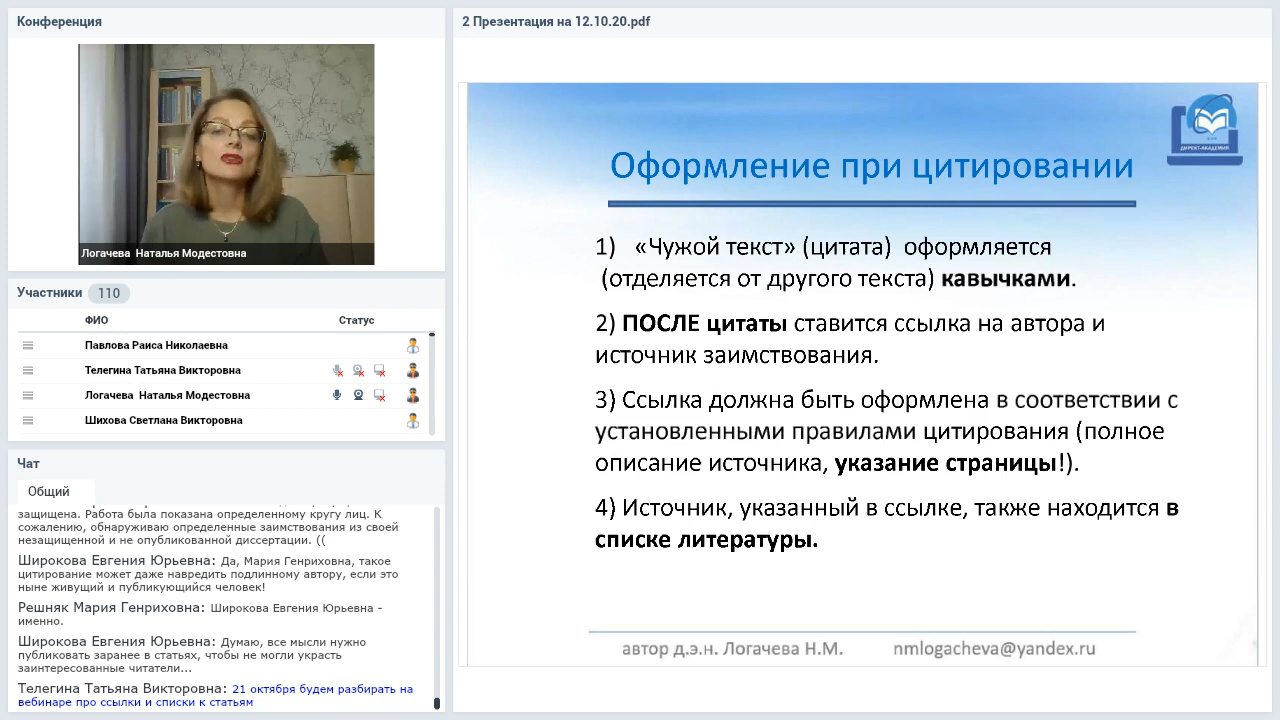 Конференция
Логачева  Наталья Модестовна
Участники 110
ФИО Статус
Павлова Раиса Николаевна
Телегина Татьяна Викторовна
Логачева  Наталья Модестовна
Шихова Светлана Викторовна
Чат
Общий
защищена. Работа была показана определенному кругу лиц. К
сожалению, обнаруживаю определенные заимствования из своей
незащищенной и не опубликованной диссертации. ((
Широкова Евгения Юрьевна: Да, Мария Генриховна, такое
цитирование может даже навредить подлинному автору, если это
ныне живущий и публикующийся человек!
Решняк Мария Генриховна: Широкова Евгения Юрьевна -
именно.
Широкова Евгения Юрьевна: Думаю, все мысли нужно
публиковать заранее в статьях, чтобы не могли украсть
заинтересованные читатели...
Телегина Татьяна Викторовна: 21 октября будем разбирать на
вебинаре про ссылки и списки к статьям
2 Презентация на 12.10.20.pdf
ДИРЕКТ-АКАДЕМИЯ
Оформление при цитировании
1) «Чужой текст» (цитата) оформляется
(отделяется от другого текста) кавычками.
2) ПОСЛЕ цитаты ставится ссылка на автора и
источник заимствования.
3) Ссылка должна быть оформлена в соответствии с
установленными правилами цитирования (полное
описание источника, указание страницы!).
4) Источник, указанный в ссылке, также находится в
списке литературы.
автор д.э.н. Логачева Н.М. nmlogacheva@yandex.ru